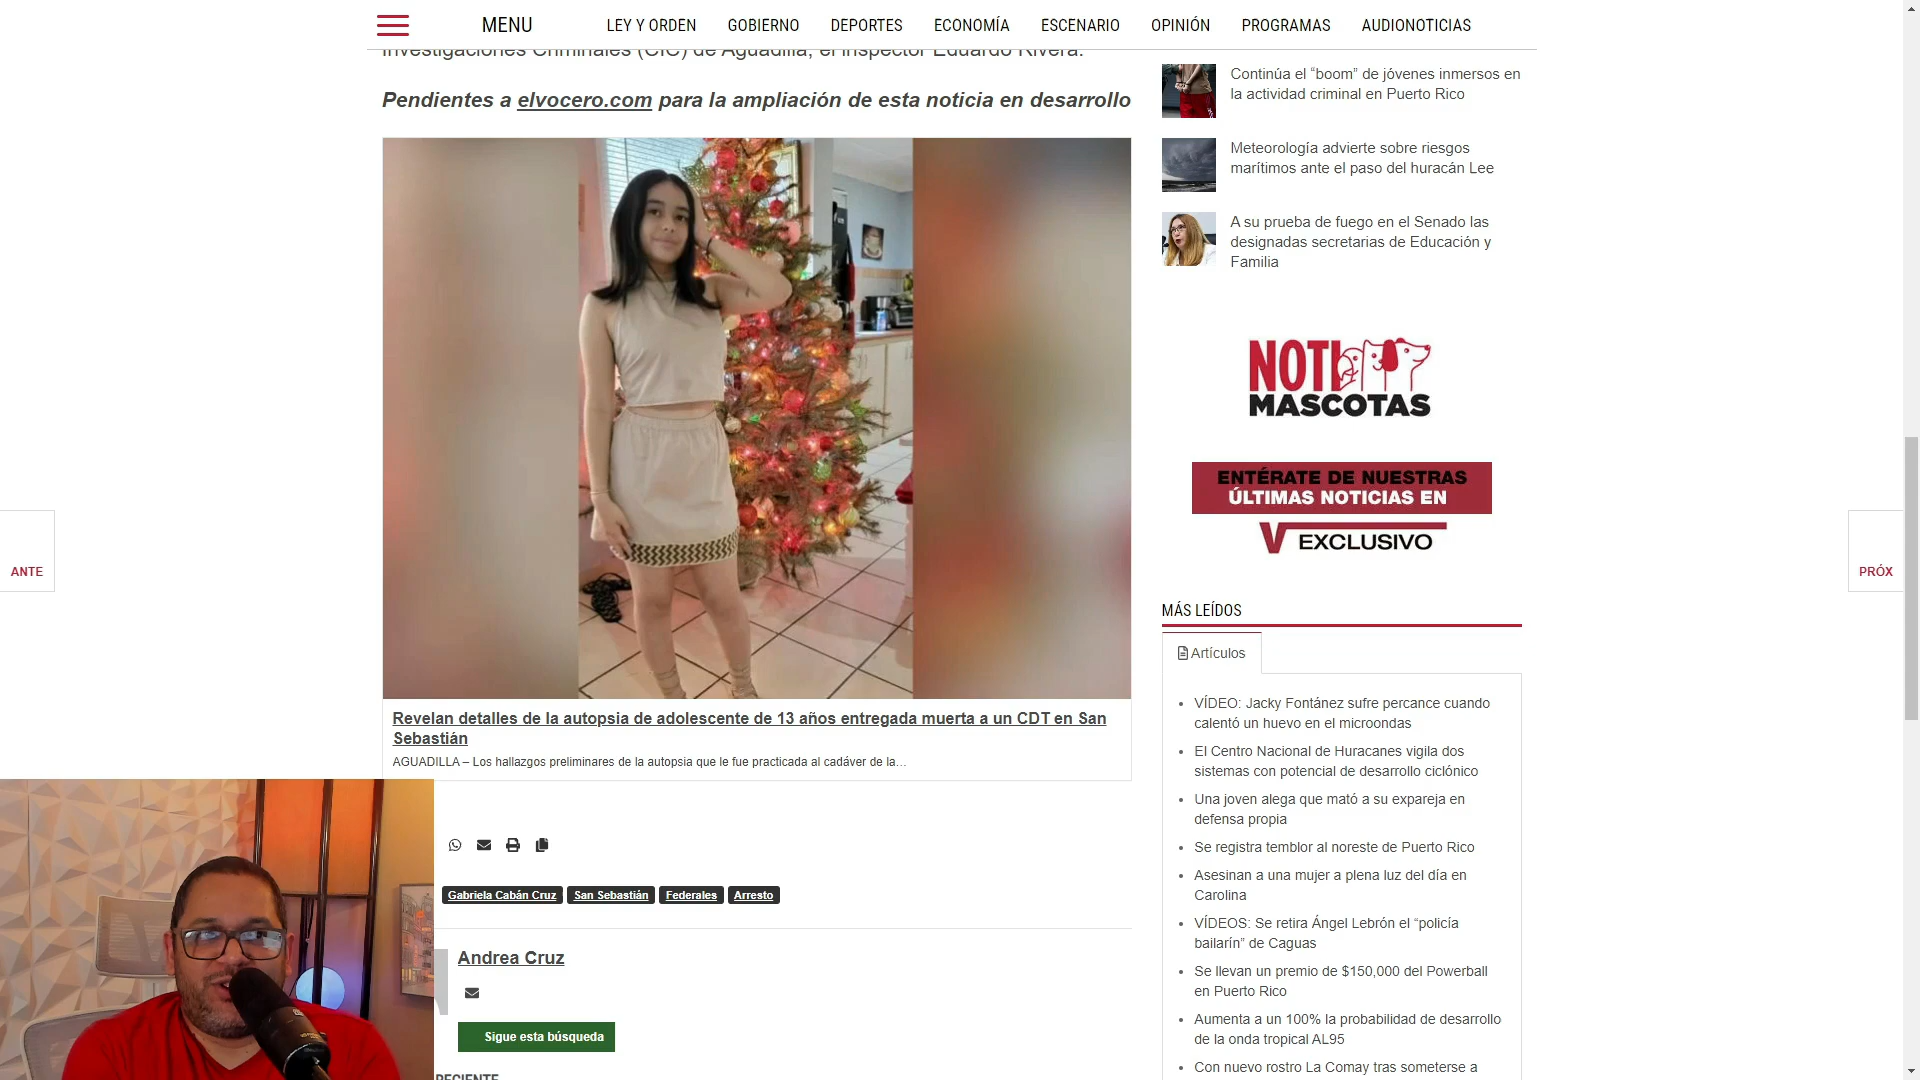 MENU
LEY Y ORDEN
GOBIERNO
DEPORTES
ECONOMÍA
ESCENARIO
OPINIÓN
PROGRAMAS
AUDIONOTICIAS
Investigaciones Criminales (CIC) de Aguadilla, el inspector Eduardo Rivera.
Pendientes a elvocero.com para la ampliación de esta noticia en desarrollo
Revelan detalles de la autopsia de adolescente de 13 años entregada muerta a un CDT en San
Sebastián
AGUADILLA – Los hallazgos preliminares de la autopsia que le fue practicada al cadáver de la…
Gabriela Cabán Cruz
San Sebastián
Federales
Arresto
Andrea Cruz
Sigue esta búsqueda
RECIENTE
ANTE
PRÓX
Continúa el “boom” de jóvenes inmersos en
la actividad criminal en Puerto Rico
Meteorología advierte sobre riesgos
marítimos ante el paso del huracán Lee
A su prueba de fuego en el Senado las
designadas secretarias de Educación y
Familia
NOTI
MASCOTAS
ENTÉRATE DE NUESTRAS
ÚLTIMAS NOTICIAS EN
V EXCLUSIVO
MÁS LEÍDOS
Artículos
• VÍDEO: Jacky Fontánez sufre percance cuando
calentó un huevo en el microondas
• El Centro Nacional de Huracanes vigila dos
sistemas con potencial de desarrollo ciclónico
• Una joven alega que mató a su expareja en
defensa propia
• Se registra temblor al noreste de Puerto Rico
• Asesinan a una mujer a plena luz del día en
Carolina
• VÍDEOS: Se retira Ángel Lebrón el “policía
bailarín” de Caguas
• Se llevan un premio de $150,000 del Powerball
en Puerto Rico
• Aumenta a un 100% la probabilidad de desarrollo
de la onda tropical AL95
• Con nuevo rostro La Comay tras someterse a